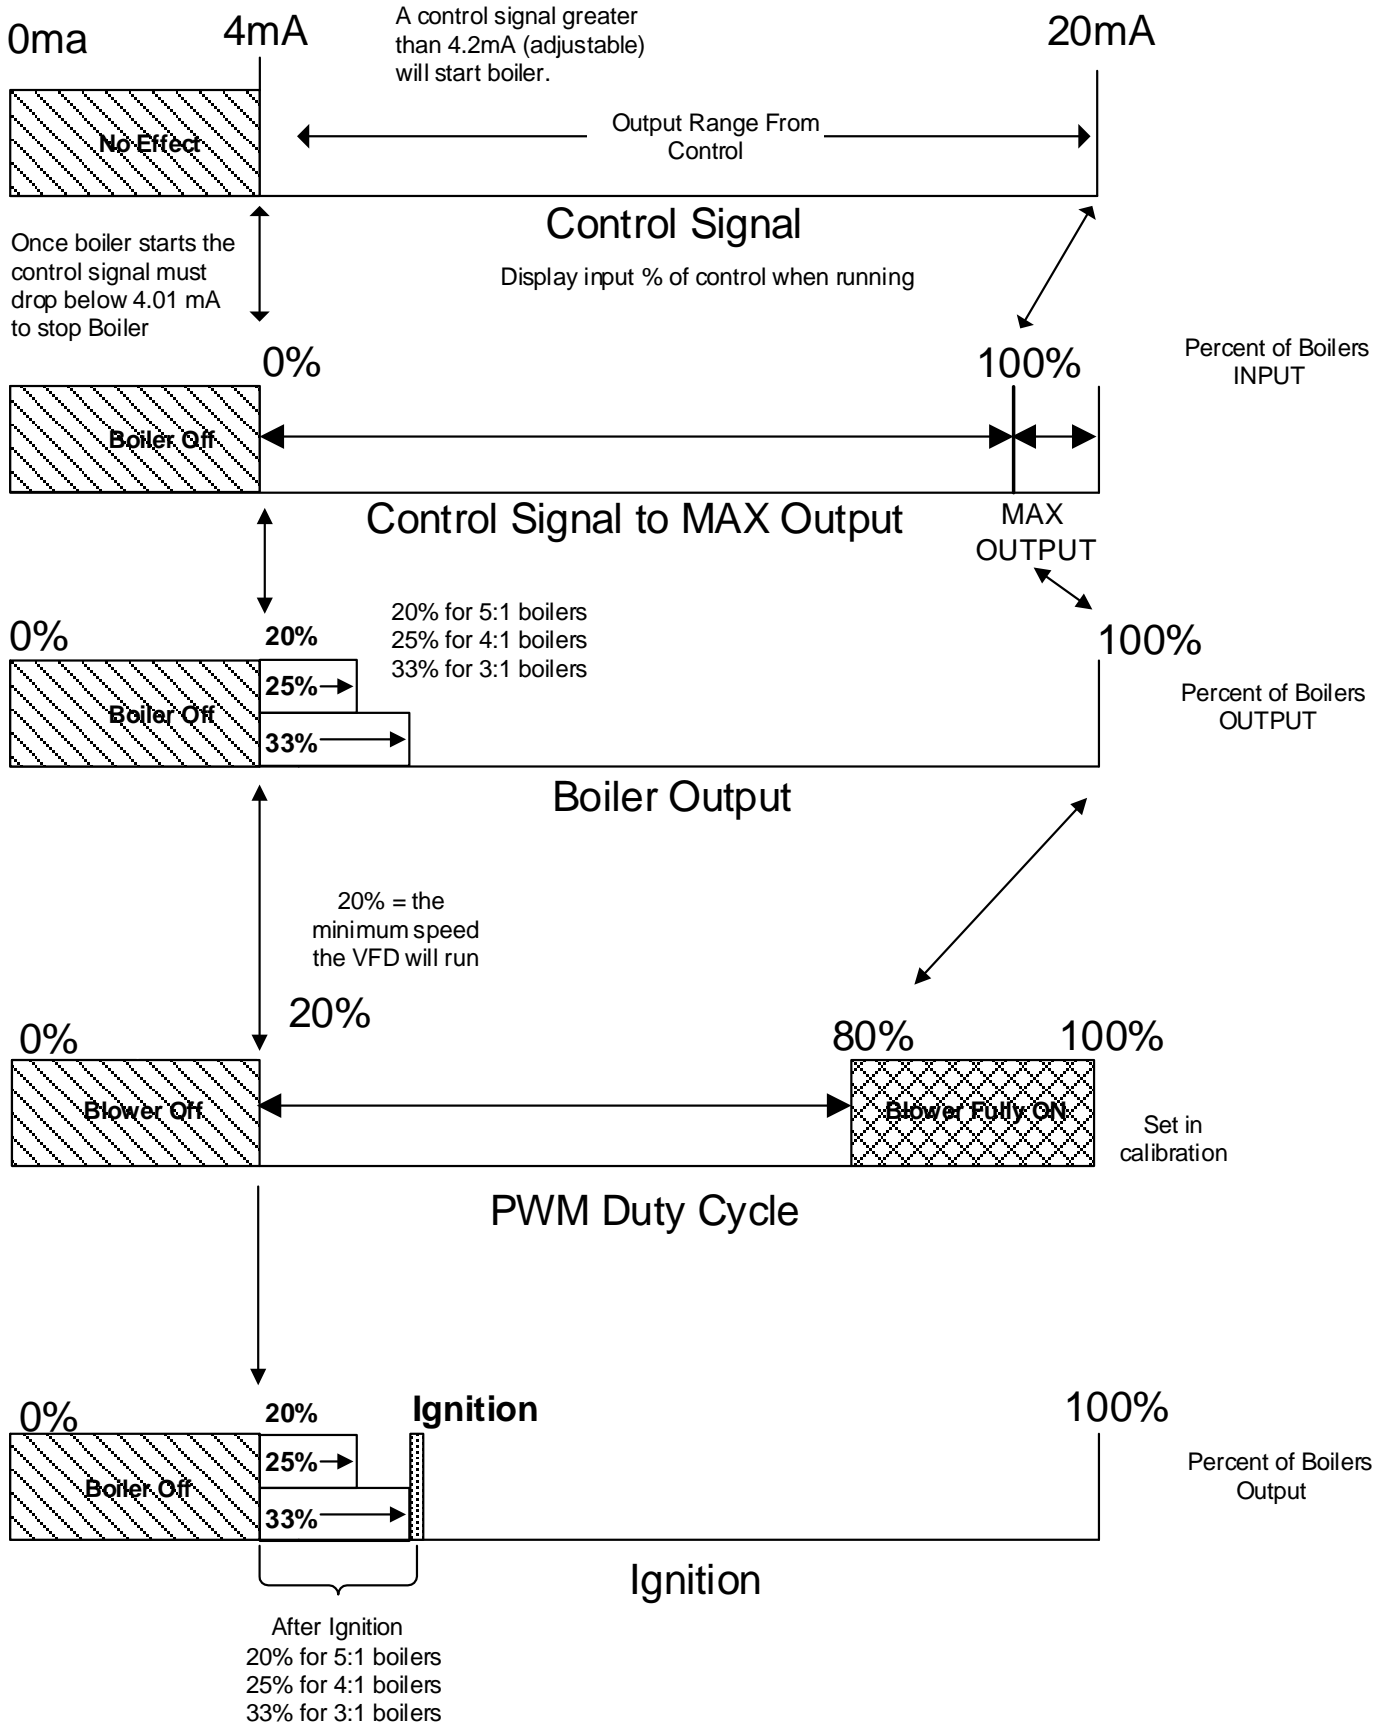 0ma
4mA
A control signal greater
than 4.2mA (adjustable)
will start boiler.
20mA
No Effect
Output Range From
Control
Control Signal
Once boiler starts the
control signal must
drop below 4.01 mA
to stop Boiler
Display input % of control when running
0%
100%
Percent of Boilers
INPUT
Boiler Off
Control Signal to MAX Output
MAX
OUTPUT
0%
20%
20% for 5:1 boilers
25% for 4:1 boilers
33% for 3:1 boilers
100%
Boiler Off
25%
33%
Percent of Boilers
OUTPUT
Boiler Output
20% = the
minimum speed
the VFD will run
0%
20%
80%
100%
Blower Off
Blower Fully ON
Set in
calibration
PWM Duty Cycle
0%
20%
Ignition
100%
Boiler Off
25%
33%
Percent of Boilers
Output
Ignition
After Ignition
20% for 5:1 boilers
25% for 4:1 boilers
33% for 3:1 boilers